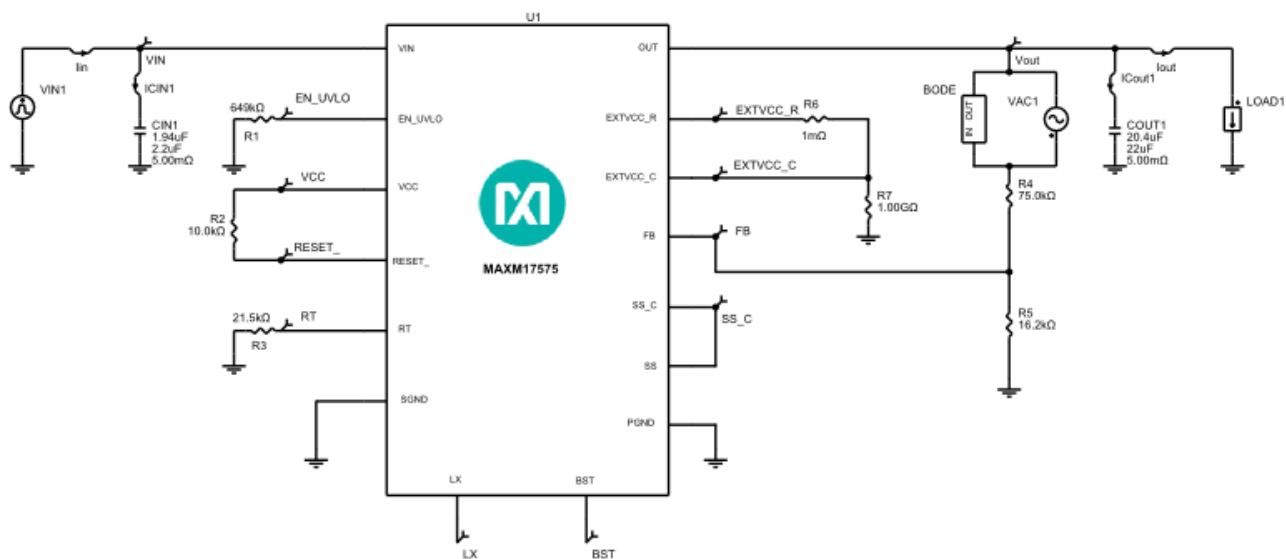 U1
VIN
OUT
Iin
VIN
Vout
ICOut1
Iout
VIN1
ICIN1
BODE
VAC1
LOAD1
CIN1
1.94uF
2.2uF
5.00mΩ
649kΩ
EN_UVLO
R1
EN_UVLO
EXTVCC_R
EXTVCC_R
R6
1mΩ
IN OUT
COUT1
20.4uF
22uF
5.00mΩ
VCC
VCC
EXTVCC_C
EXTVCC_C
R4
75.0kΩ
R2
10.0kΩ
R7
1.00GΩ
RESET_
RESET_
MAXM17575
FB
FB
21.5kΩ
RT
R3
RT
SS_C
SS_C
R5
16.2kΩ
SS
SGND
PGND
LX
BST
LX
BST